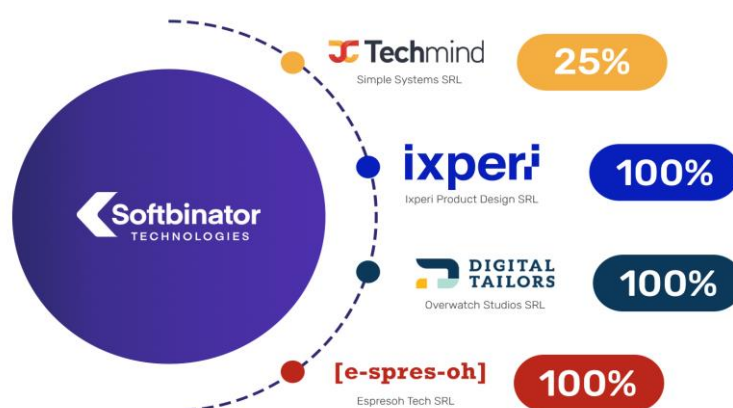 Techmind
Simple Systems SRL
25%
ixperi
Ixperi Product Design SRL
100%
Softbinator
TECHNOLOGIES
DIGITAL
TAILORS
Overwatch Studios SRL
100%
[e-spres-oh]
Espresoh Tech SRL
100%